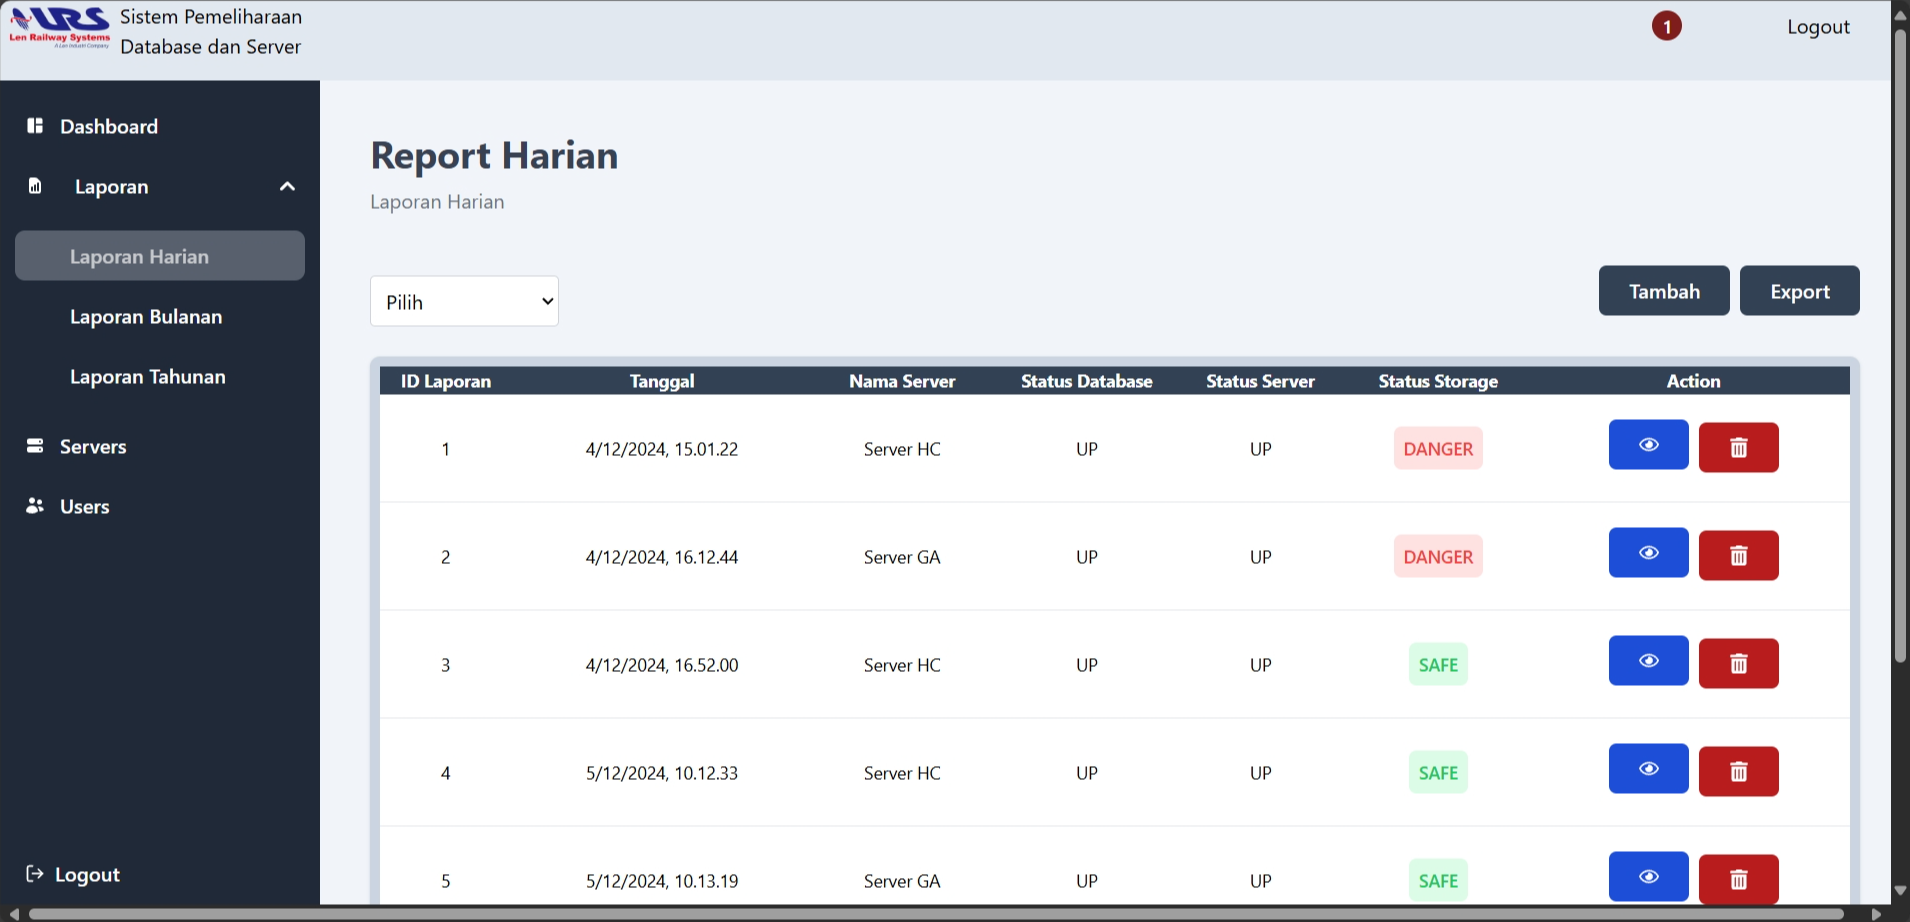 LRS
Len Railway Systems
A Len Industri Company
Sistem Pemeliharaan
Database dan Server
1
Logout
Dashboard
Laporan
Laporan Harian
Laporan Bulanan
Laporan Tahunan
Servers
Users
Logout
Report Harian
Laporan Harian
Pilih
Tambah
Export
ID Laporan Tanggal Nama Server Status Database Status Server Status Storage Action
1 4/12/2024, 15.01.22 Server HC UP UP DANGER
2 4/12/2024, 16.12.44 Server GA UP UP DANGER
3 4/12/2024, 16.52.00 Server HC UP UP SAFE
4 5/12/2024, 10.12.33 Server HC UP UP SAFE
5 5/12/2024, 10.13.19 Server GA UP UP SAFE